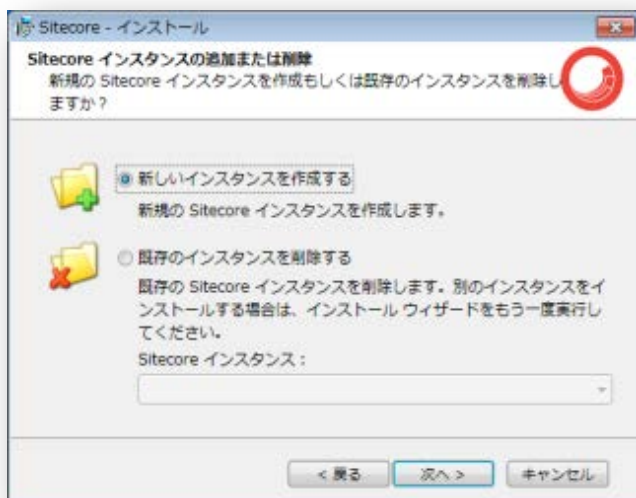 Sitecore - インストール
Sitecore インスタンスの追加または削除
新規の Sitecore インスタンスを作成もしくは既存のインスタンスを削除し
ますか?
新しいインスタンスを作成する
新規の Sitecore インスタンスを作成します。
既存のインスタンスを削除する
既存の Sitecore インスタンスを削除します。別のインスタンスをイ
ンストールする場合は、インストール ウィザードをもう一度実行し
てください。
Sitecore インスタンス:
< 戻る 次へ > キャンセル